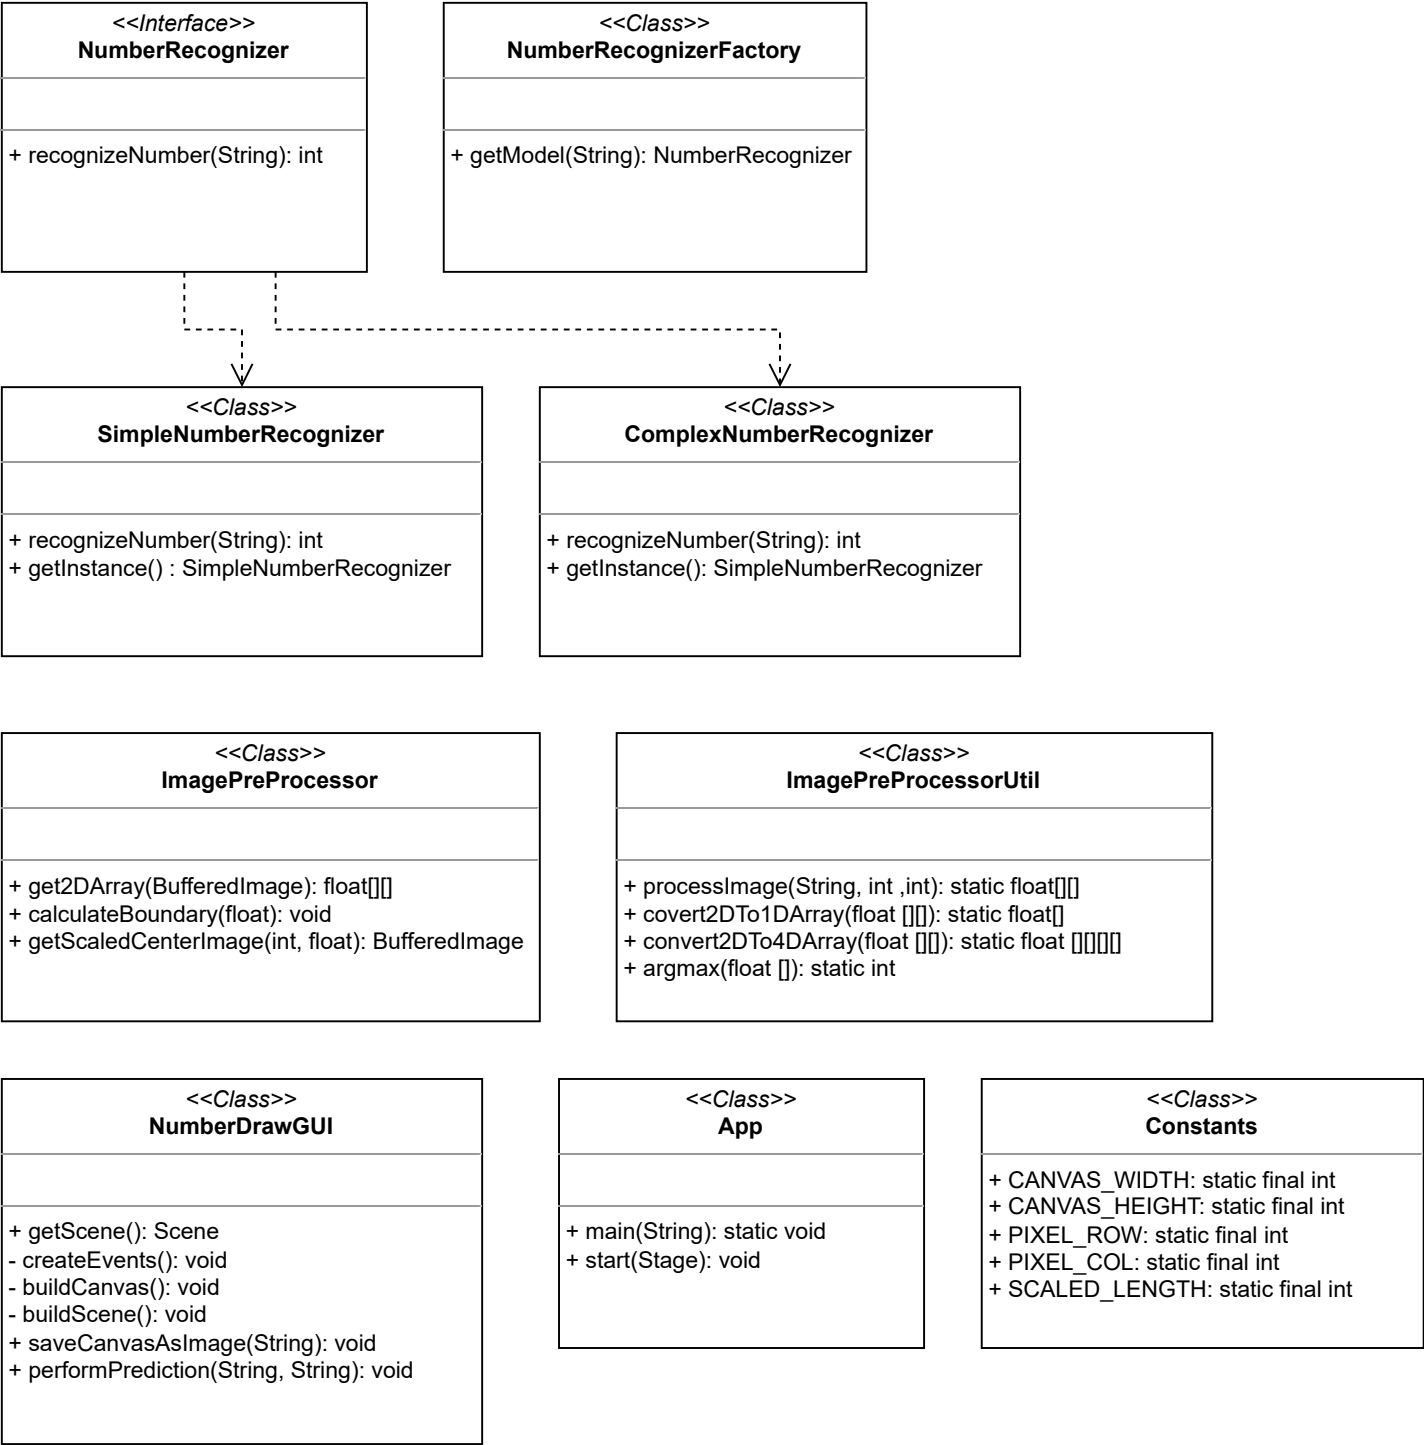 <<Interface>>
NumberRecognizer
+ recognizeNumber(String): int
<<Class>>
NumberRecognizerFactory
+ getModel(String): NumberRecognizer
<<Class>>
SimpleNumberRecognizer
+ recognizeNumber(String): int
+ getInstance() : SimpleNumberRecognizer
<<Class>>
ComplexNumberRecognizer
+ recognizeNumber(String): int
+ getInstance(): SimpleNumberRecognizer
<<Class>>
ImagePreProcessor
+ get2DArray(BufferedImage): float[][]
+ calculateBoundary(float): void
+ getScaledCenterImage(int, float): BufferedImage
<<Class>>
ImagePreProcessorUtil
+ processImage(String, int ,int): static float[][]
+ covert2DTo1DArray(float [][]): static float[]
+ convert2DTo4DArray(float [][]): static float [][][][]
+ argmax(float []): static int
<<Class>>
NumberDrawGUI
+ getScene(): Scene
- createEvents(): void
- buildCanvas(): void
- buildScene(): void
+ saveCanvasAsImage(String): void
+ performPrediction(String, String): void
<<Class>>
App
+ main(String): static void
+ start(Stage): void
<<Class>>
Constants
+ CANVAS_WIDTH: static final int
+ CANVAS_HEIGHT: static final int
+ PIXEL_ROW: static final int
+ PIXEL_COL: static final int
+ SCALED_LENGTH: static final int